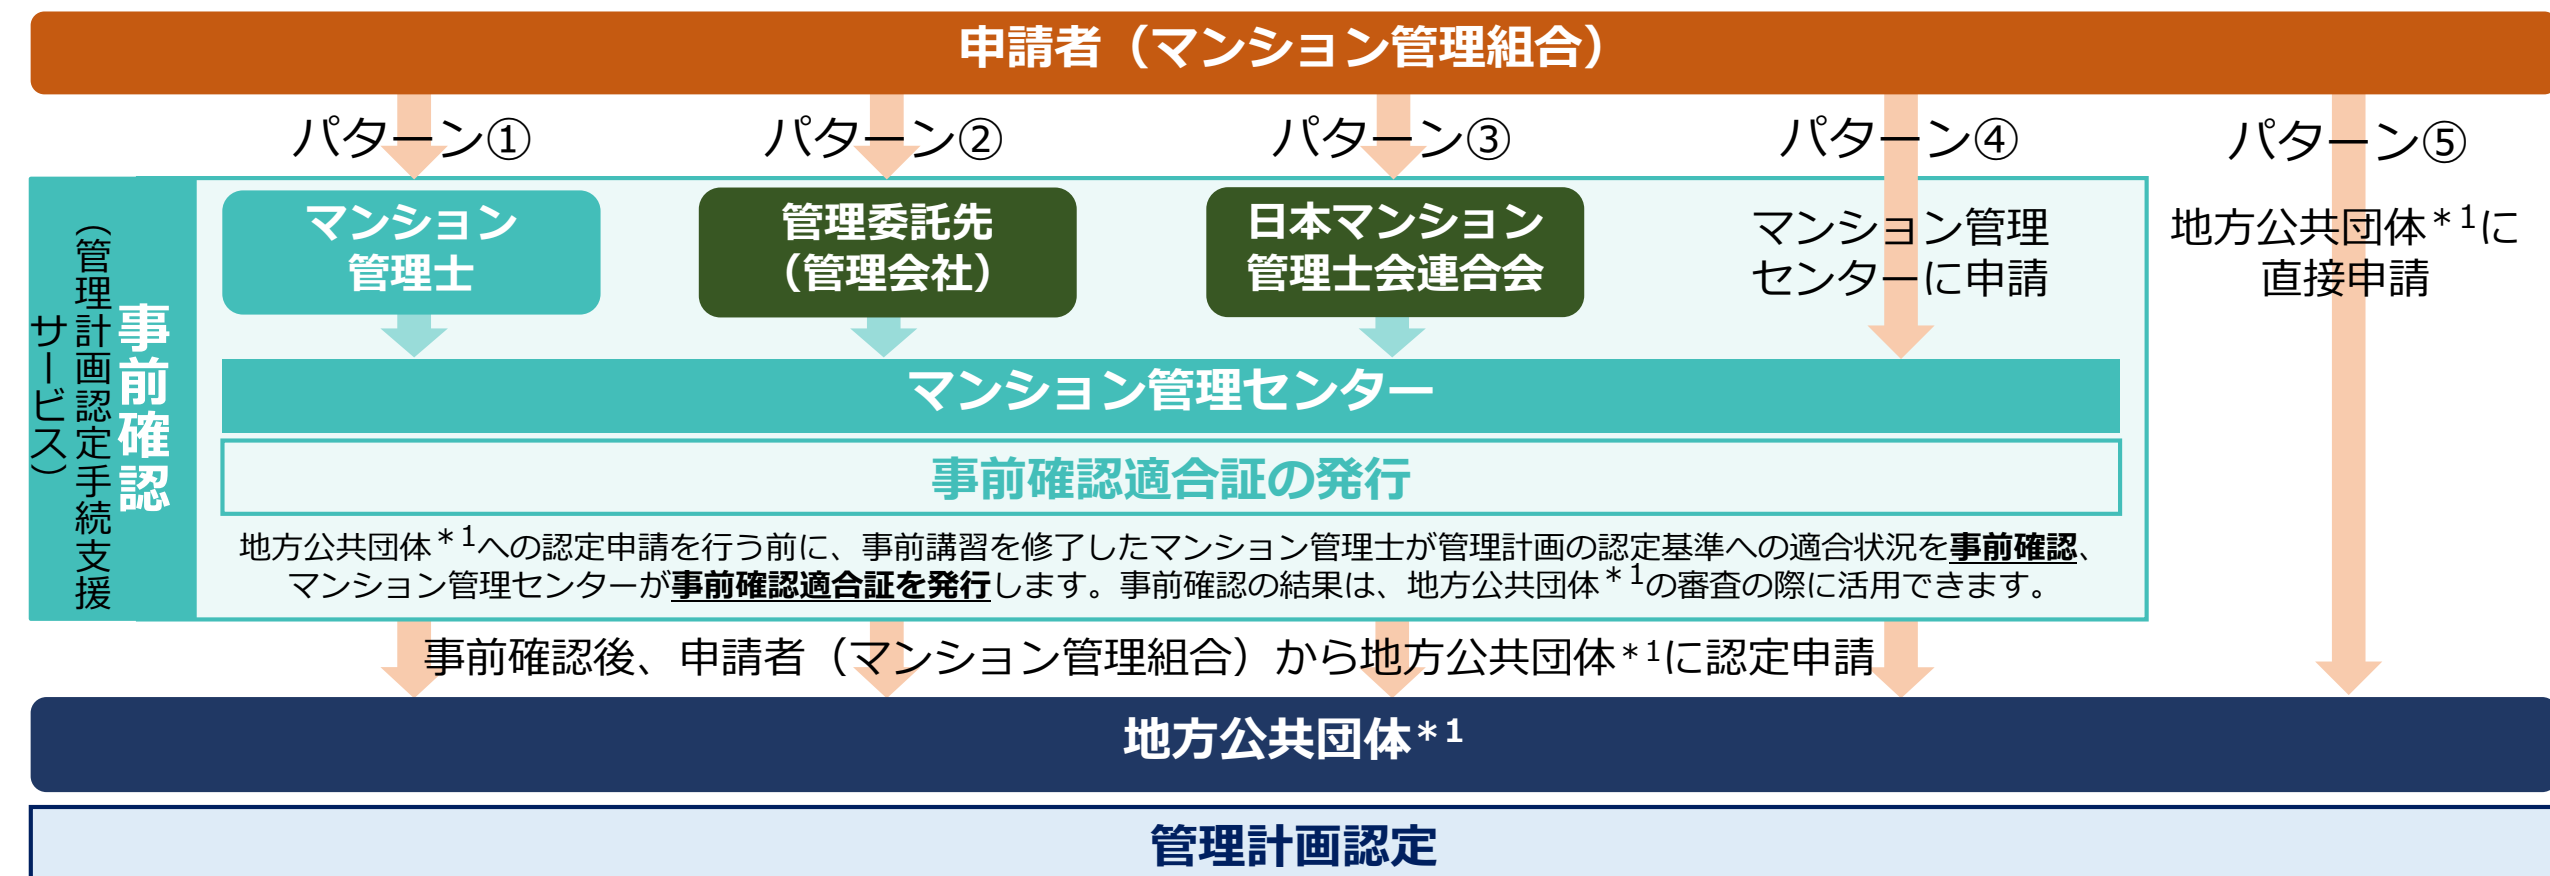 申請者（マンション管理組合）
パターン①
パターン②
パターン③
パターン④
パターン⑤
事前確認
（管理計画認定手続支援
サービス）
マンション
管理士
管理委託先
（管理会社）
日本マンション
管理士会連合会
マンション管理
センターに申請
地方公共団体＊1に
直接申請
マンション管理センター
事前確認適合証の発行
地方公共団体＊1への認定申請を行う前に、事前講習を修了したマンション管理士が管理計画の認定基準への適合状況を事前確認、
マンション管理センターが事前確認適合証を発行します。事前確認の結果は、地方公共団体＊1の審査の際に活用できます。
事前確認後、申請者（マンション管理組合）から地方公共団体＊1に認定申請
地方公共団体＊1
管理計画認定